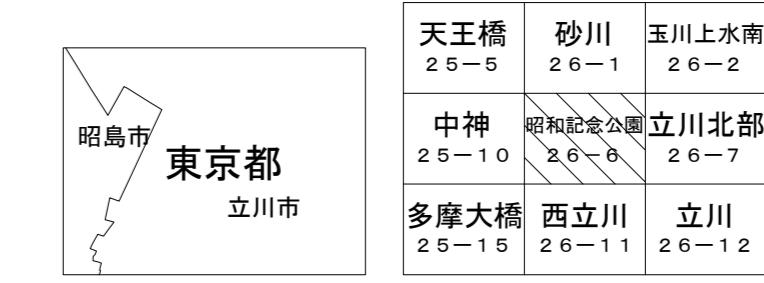 昭島市
東京都
立川市
天王橋
25－5
砂川
26－1
玉川上水南
26－2
中神
25－10
昭和記念公園
26－6
立川北部
26－7
多摩大橋
25－15
西立川
26－11
立川
26－12